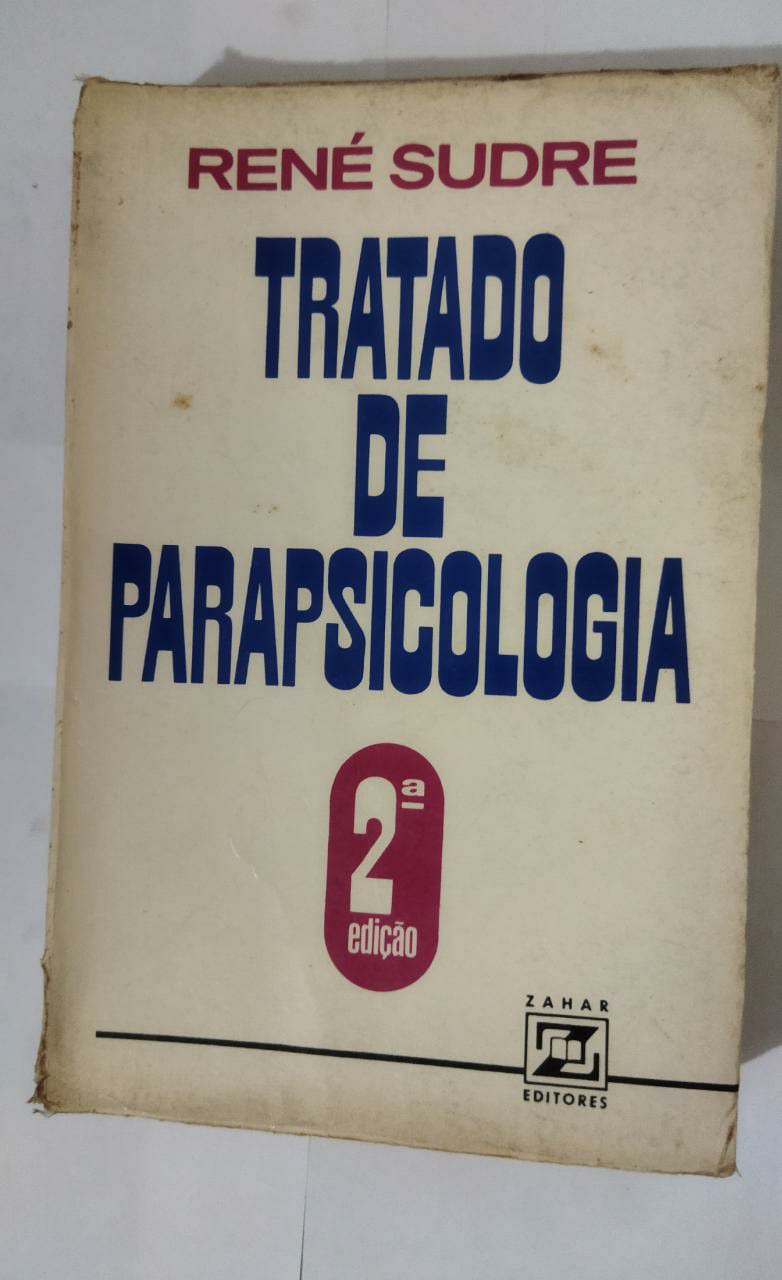 RENÉ SUDRE
TRATADO
DE
PARAPSICOLOGIA
2ª
edição
ZAHAR
EDITORES